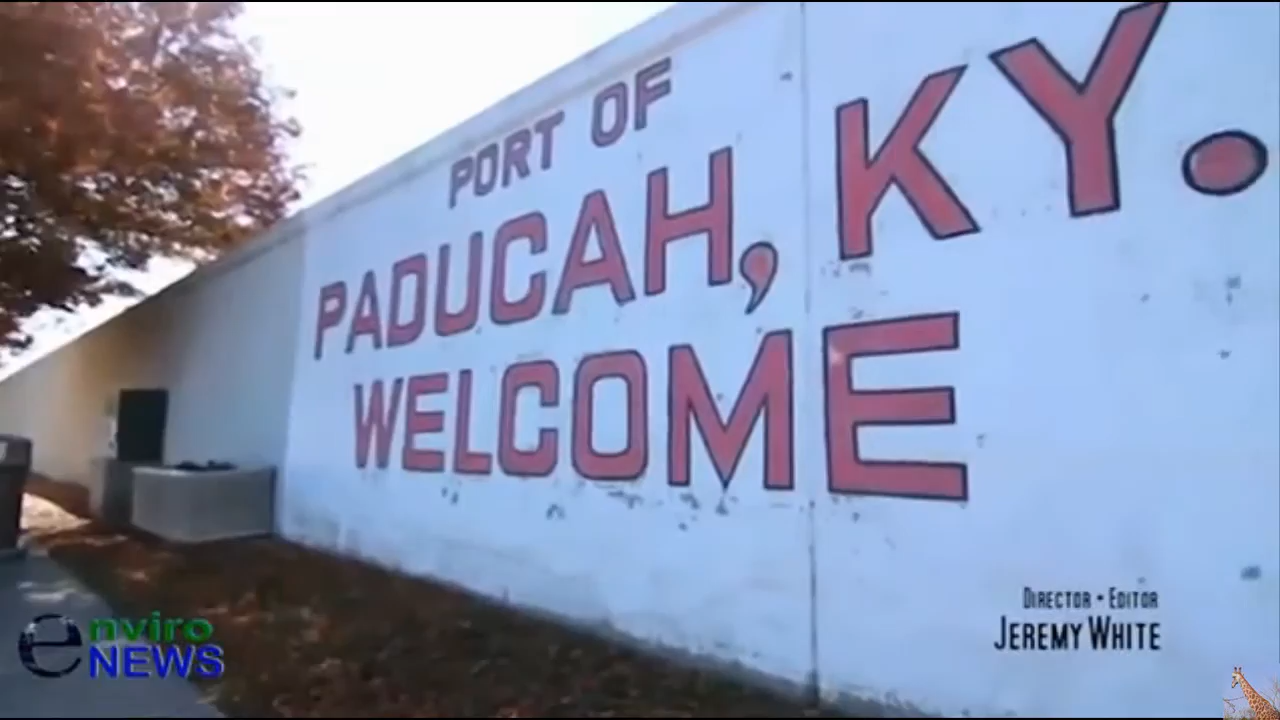 PORT OF
PADUCAH, KY.
WELCOME
DIRECTOR • EDITOR
JEREMY WHITE
enviro
NEWS